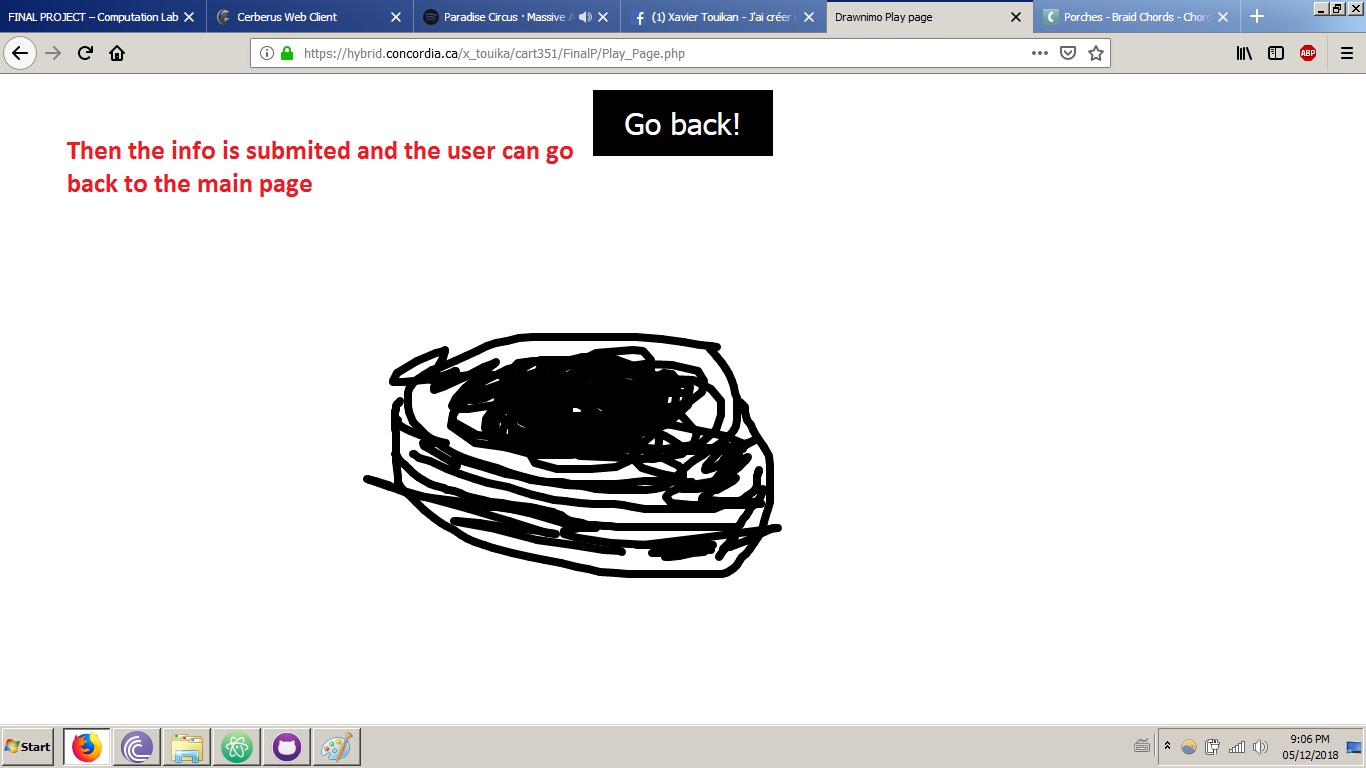 FINAL PROJECT – Computation Lab
Cerberus Web Client
Paradise Circus · Massive A
(1) Xavier Touikan - J'ai créer
Drawnimo Play page
Porches - Braid Chords - Chord
https://hybrid.concordia.ca/x_touika/cart351/FinalP/Play_Page.php
ABP
Go back!
Then the info is submited and the user can go
back to the main page
Start
9:06 PM
05/12/2018